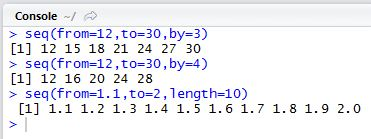 Console ~/
> seq(from=12,to=30,by=3)
[1] 12 15 18 21 24 27 30
> seq(from=12,to=30,by=4)
[1] 12 16 20 24 28
> seq(from=1.1,to=2,length=10)
 [1] 1.1 1.2 1.3 1.4 1.5 1.6 1.7 1.8 1.9 2.0
>